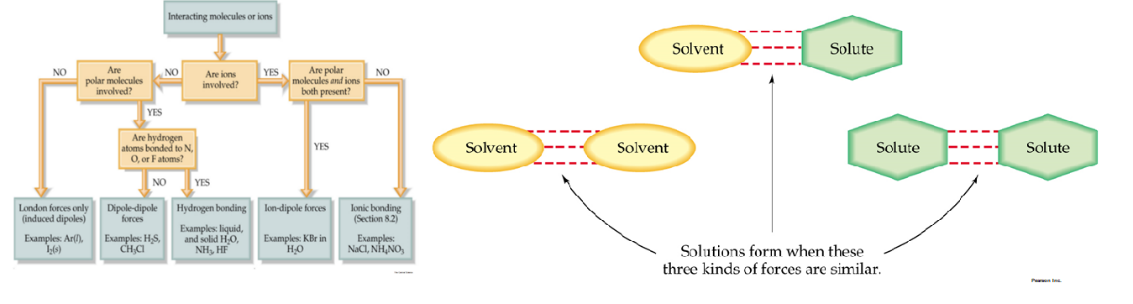 Interacting molecules or ions
Are
polar molecules
involved?
NO
NO
Are ions
involved?
YES
Are polar
molecules and ions
both present?
NO
YES
Are hydrogen
atoms bonded to N,
O, or F atoms?
YES
NO
YES
London forces only
(induced dipoles)
Examples: Ar(l),
I₂(s)
Dipole-dipole
forces
Examples: H₂S,
CH₃Cl
Hydrogen bonding
Examples: liquid,
and solid H₂O,
NH₃, HF
Ion-dipole forces
Examples: KBr in
H₂O
Ionic bonding
(Section 8.2)
Examples:
NaCl, NH₄NO₃
Solvent
Solute
Solvent
Solvent
Solute
Solute
Solutions form when these
three kinds of forces are similar.
Pearson Inc.